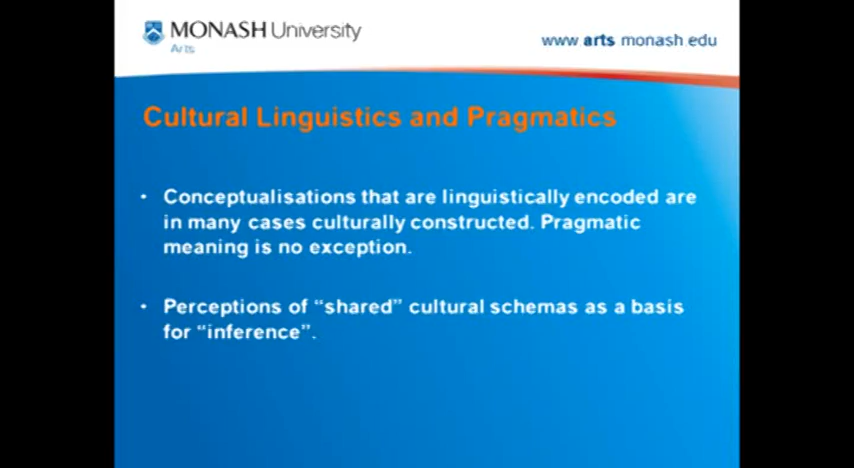 MONASH University
www arts monash edu
Arts
Cultural Linguistics and Pragmatics
• Conceptualisations that are linguistically encoded are
in many cases culturally constructed. Pragmatic
meaning is no exception.
• Perceptions of “shared” cultural schemas as a basis
for “inference”.